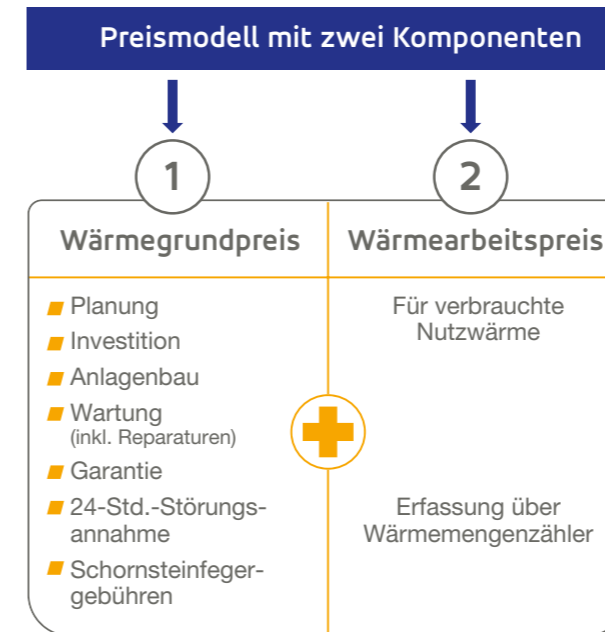 Preismodell mit zwei Komponenten
1
2
Wärmegrundpreis
Wärmearbeitspreis
Planung
Investition
Anlagenbau
Wartung
(inkl. Reparaturen)
Garantie
24-Std.-Störungs-
annahme
Schornsteinfeger-
gebühren
Für verbrauchte
Nutzwärme
Erfassung über
Wärmemengenzähler